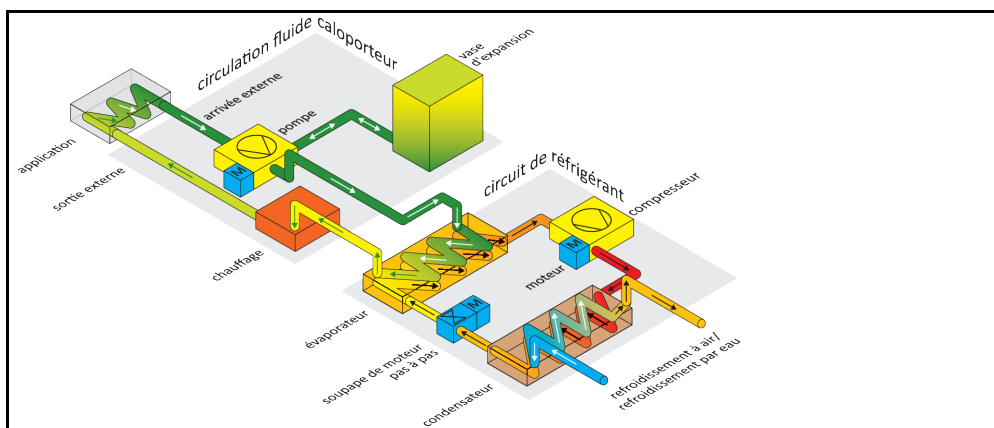 circulation fluide caloporteur
vase
d'expansion
arrivée externe
pompe
M
application
sortie externe
chauffage
circuit de réfrigérant
compresseur
M
moteur
évaporateur
M
soupape de moteur
pas à pas
condensateur
refroidissement à air/
refroidissement par eau